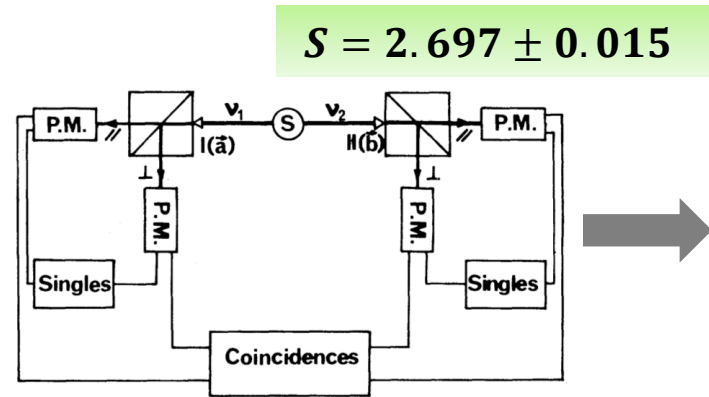 S = 2.697 ± 0.015
ν₁ ν₂
P.M. // I(a⃗) S II(b⃗) // P.M.
⊥ ⊥
P.M. P.M.
Singles Singles
Coincidences